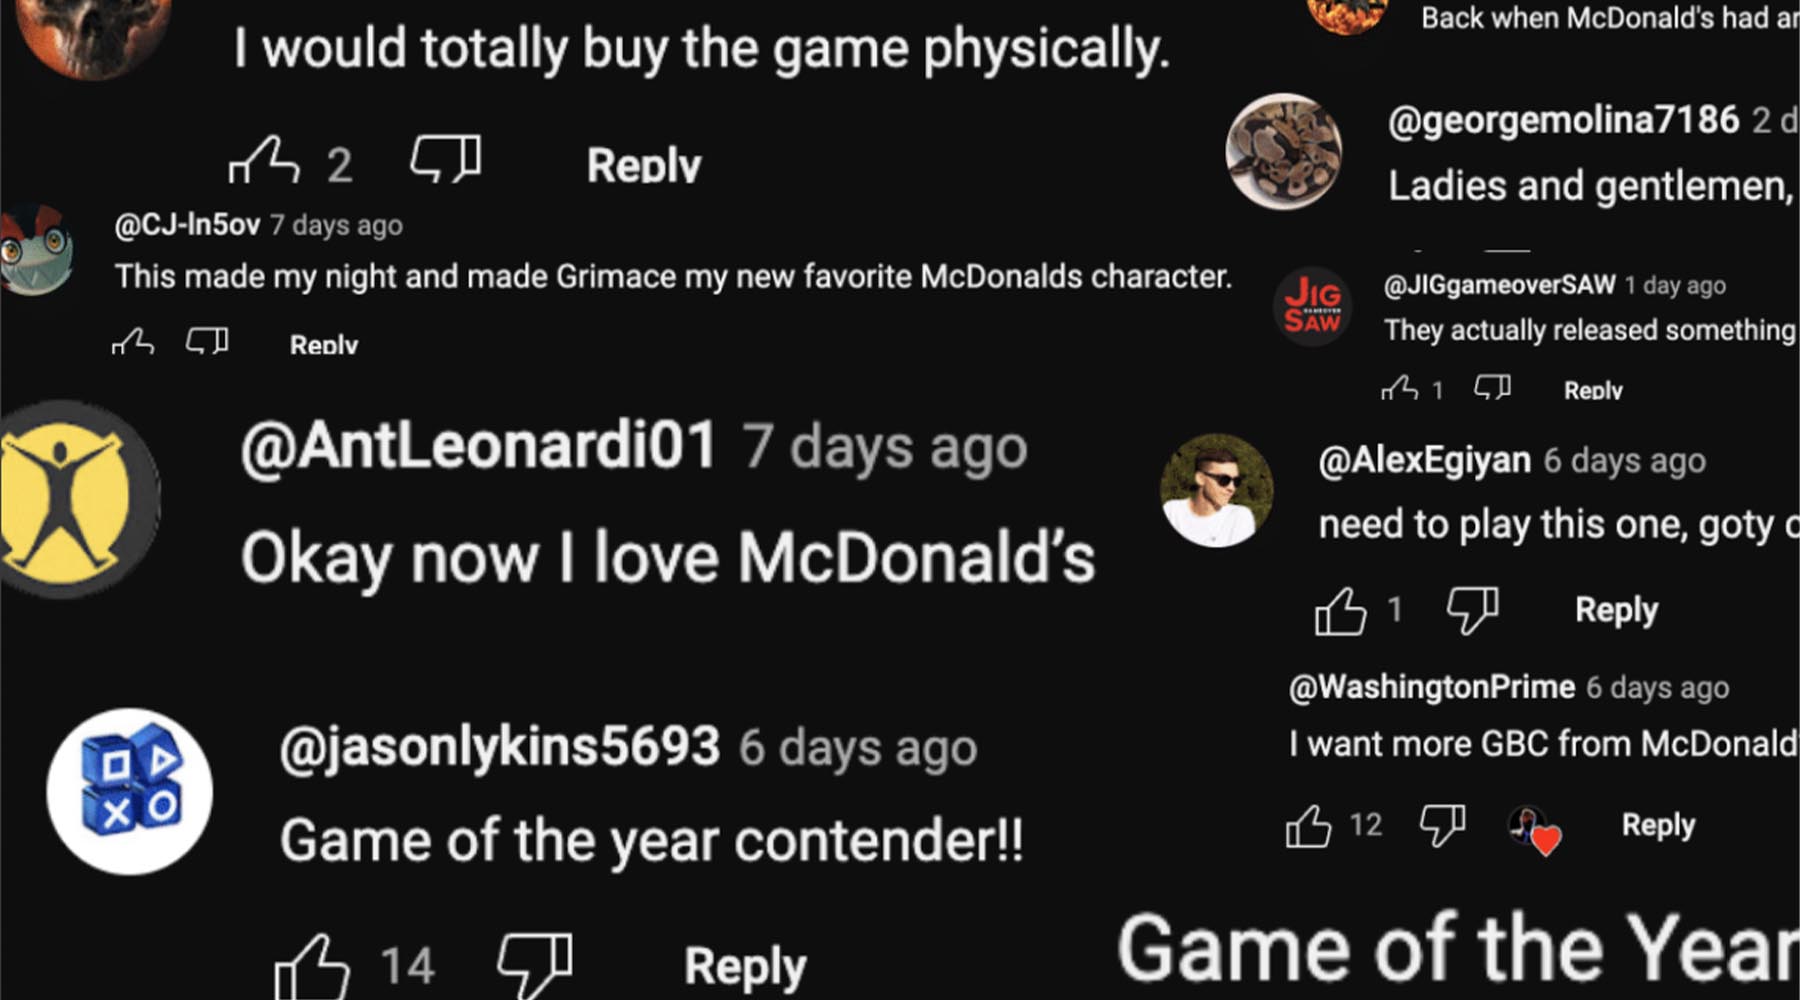 I would totally buy the game physically.
2 Reply
@CJ-ln5ov 7 days ago
This made my night and made Grimace my new favorite McDonalds character.
Reply
@AntLeonardi01 7 days ago
Okay now I love McDonald’s
@jasonlykins5693 6 days ago
Game of the year contender!!
14 Reply
Back when McDonald's had
@georgemolina7186 2
Ladies and gentlemen,
JIG
SAW
@JIGgameoverSAW 1 day ago
They actually released something
1 Reply
@AlexEgiyan 6 days ago
need to play this one, goty
1 Reply
@WashingtonPrime 6 days ago
I want more GBC from McDonald
12 Reply
Game of the Year